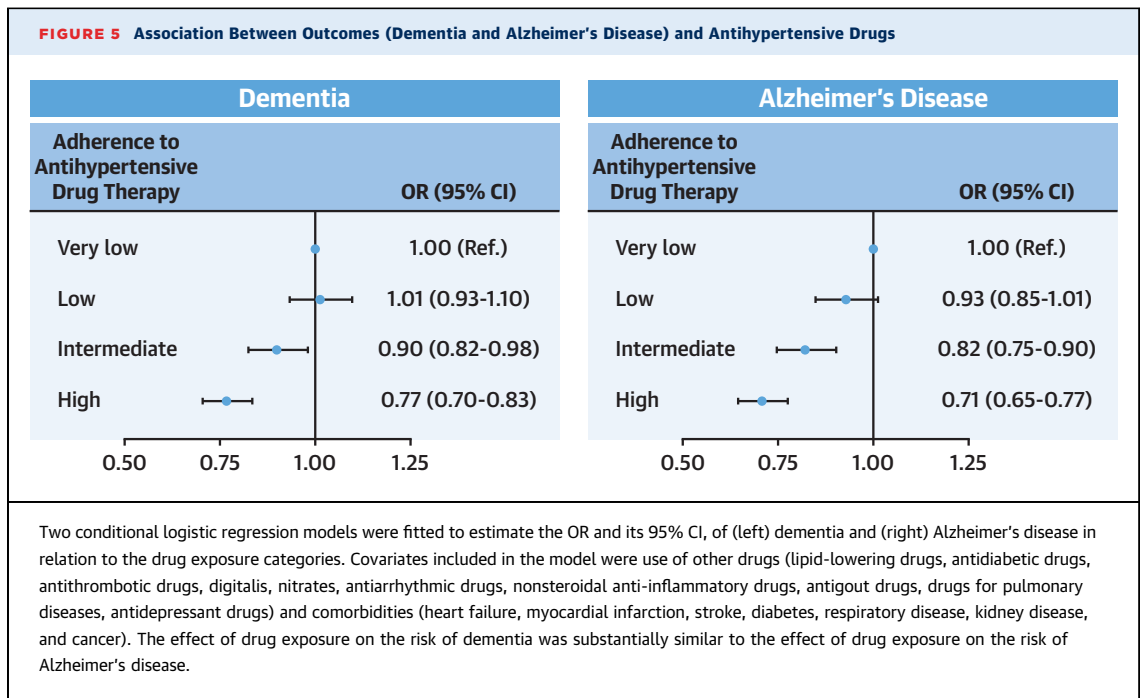 FIGURE 5 Association Between Outcomes (Dementia and Alzheimer's Disease) and Antihypertensive Drugs
Dementia
Adherence to
Antihypertensive
Drug Therapy OR (95% CI)
Very low 1.00 (Ref.)
Low 1.01 (0.93-1.10)
Intermediate 0.90 (0.82-0.98)
High 0.77 (0.70-0.83)
0.50 0.75 1.00 1.25
Alzheimer's Disease
Adherence to
Antihypertensive
Drug Therapy OR (95% CI)
Very low 1.00 (Ref.)
Low 0.93 (0.85-1.01)
Intermediate 0.82 (0.75-0.90)
High 0.71 (0.65-0.77)
0.50 0.75 1.00 1.25
Two conditional logistic regression models were fitted to estimate the OR and its 95% CI, of (left) dementia and (right) Alzheimer's disease in
relation to the drug exposure categories. Covariates included in the model were use of other drugs (lipid-lowering drugs, antidiabetic drugs,
antithrombotic drugs, digitalis, nitrates, antiarrhythmic drugs, nonsteroidal anti-inflammatory drugs, antigout drugs, drugs for pulmonary
diseases, antidepressant drugs) and comorbidities (heart failure, myocardial infarction, stroke, diabetes, respiratory disease, kidney disease,
and cancer). The effect of drug exposure on the risk of dementia was substantially similar to the effect of drug exposure on the risk of
Alzheimer's disease.